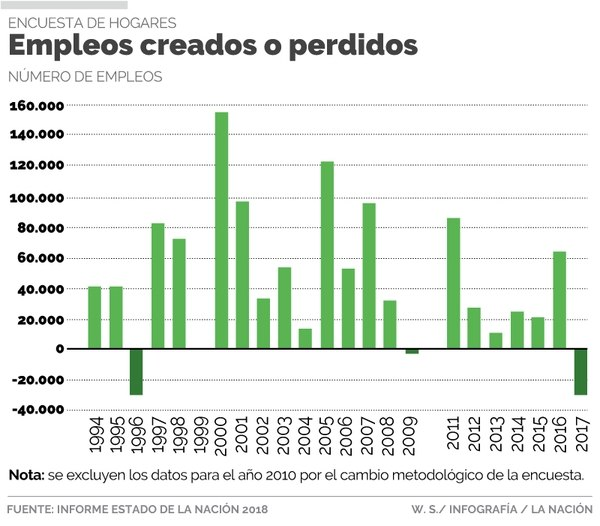 ENCUESTA DE HOGARES
Empleos creados o perdidos
NÚMERO DE EMPLEOS
160.000
140.000
120.000
100.000
80.000
60.000
40.000
20.000
0
-20.000
-40.000
1994 1995 1996 1997 1998 1999 2000 2001 2002 2003 2004 2005 2006 2007 2008 2009 2011 2012 2013 2014 2015 2016 2017
Nota: se excluyen los datos para el año 2010 por el cambio metodológico de la encuesta.
FUENTE: INFORME ESTADO DE LA NACIÓN 2018 W. S./ INFOGRAFÍA / LA NACIÓN